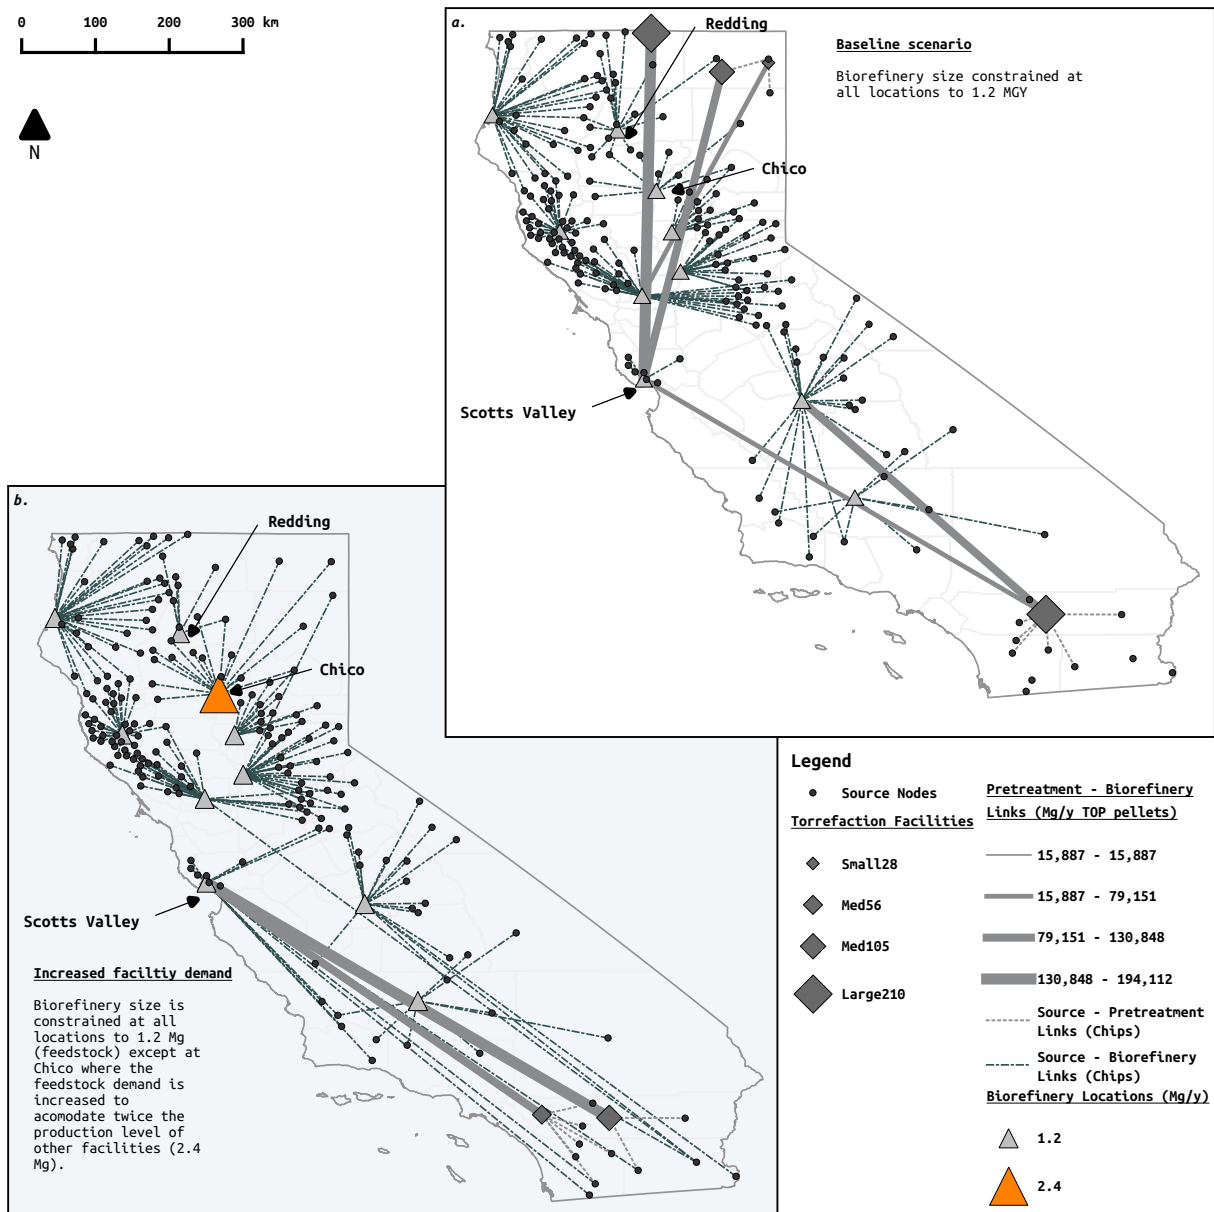 0 100 200 300 km
N
a.
Redding
Baseline scenario
Biorefinery size constrained at
all locations to 1.2 MGY
Chico
Scotts Valley
b.
Redding
Chico
Scotts Valley
Increased faciltiy demand
Biorefinery size is
constrained at all
locations to 1.2 Mg
(feedstock) except at
Chico where the
feedstock demand is
increased to
acomodate twice the
production level of
other facilities (2.4
Mg).
Legend
Source Nodes
Torrefaction Facilities
Small28
Med56
Med105
Large210
Pretreatment - Biorefinery
Links (Mg/y TOP pellets)
15,887 - 15,887
15,887 - 79,151
79,151 - 130,848
130,848 - 194,112
Source - Pretreatment
Links (Chips)
Source - Biorefinery
Links (Chips)
Biorefinery Locations (Mg/y)
1.2
2.4